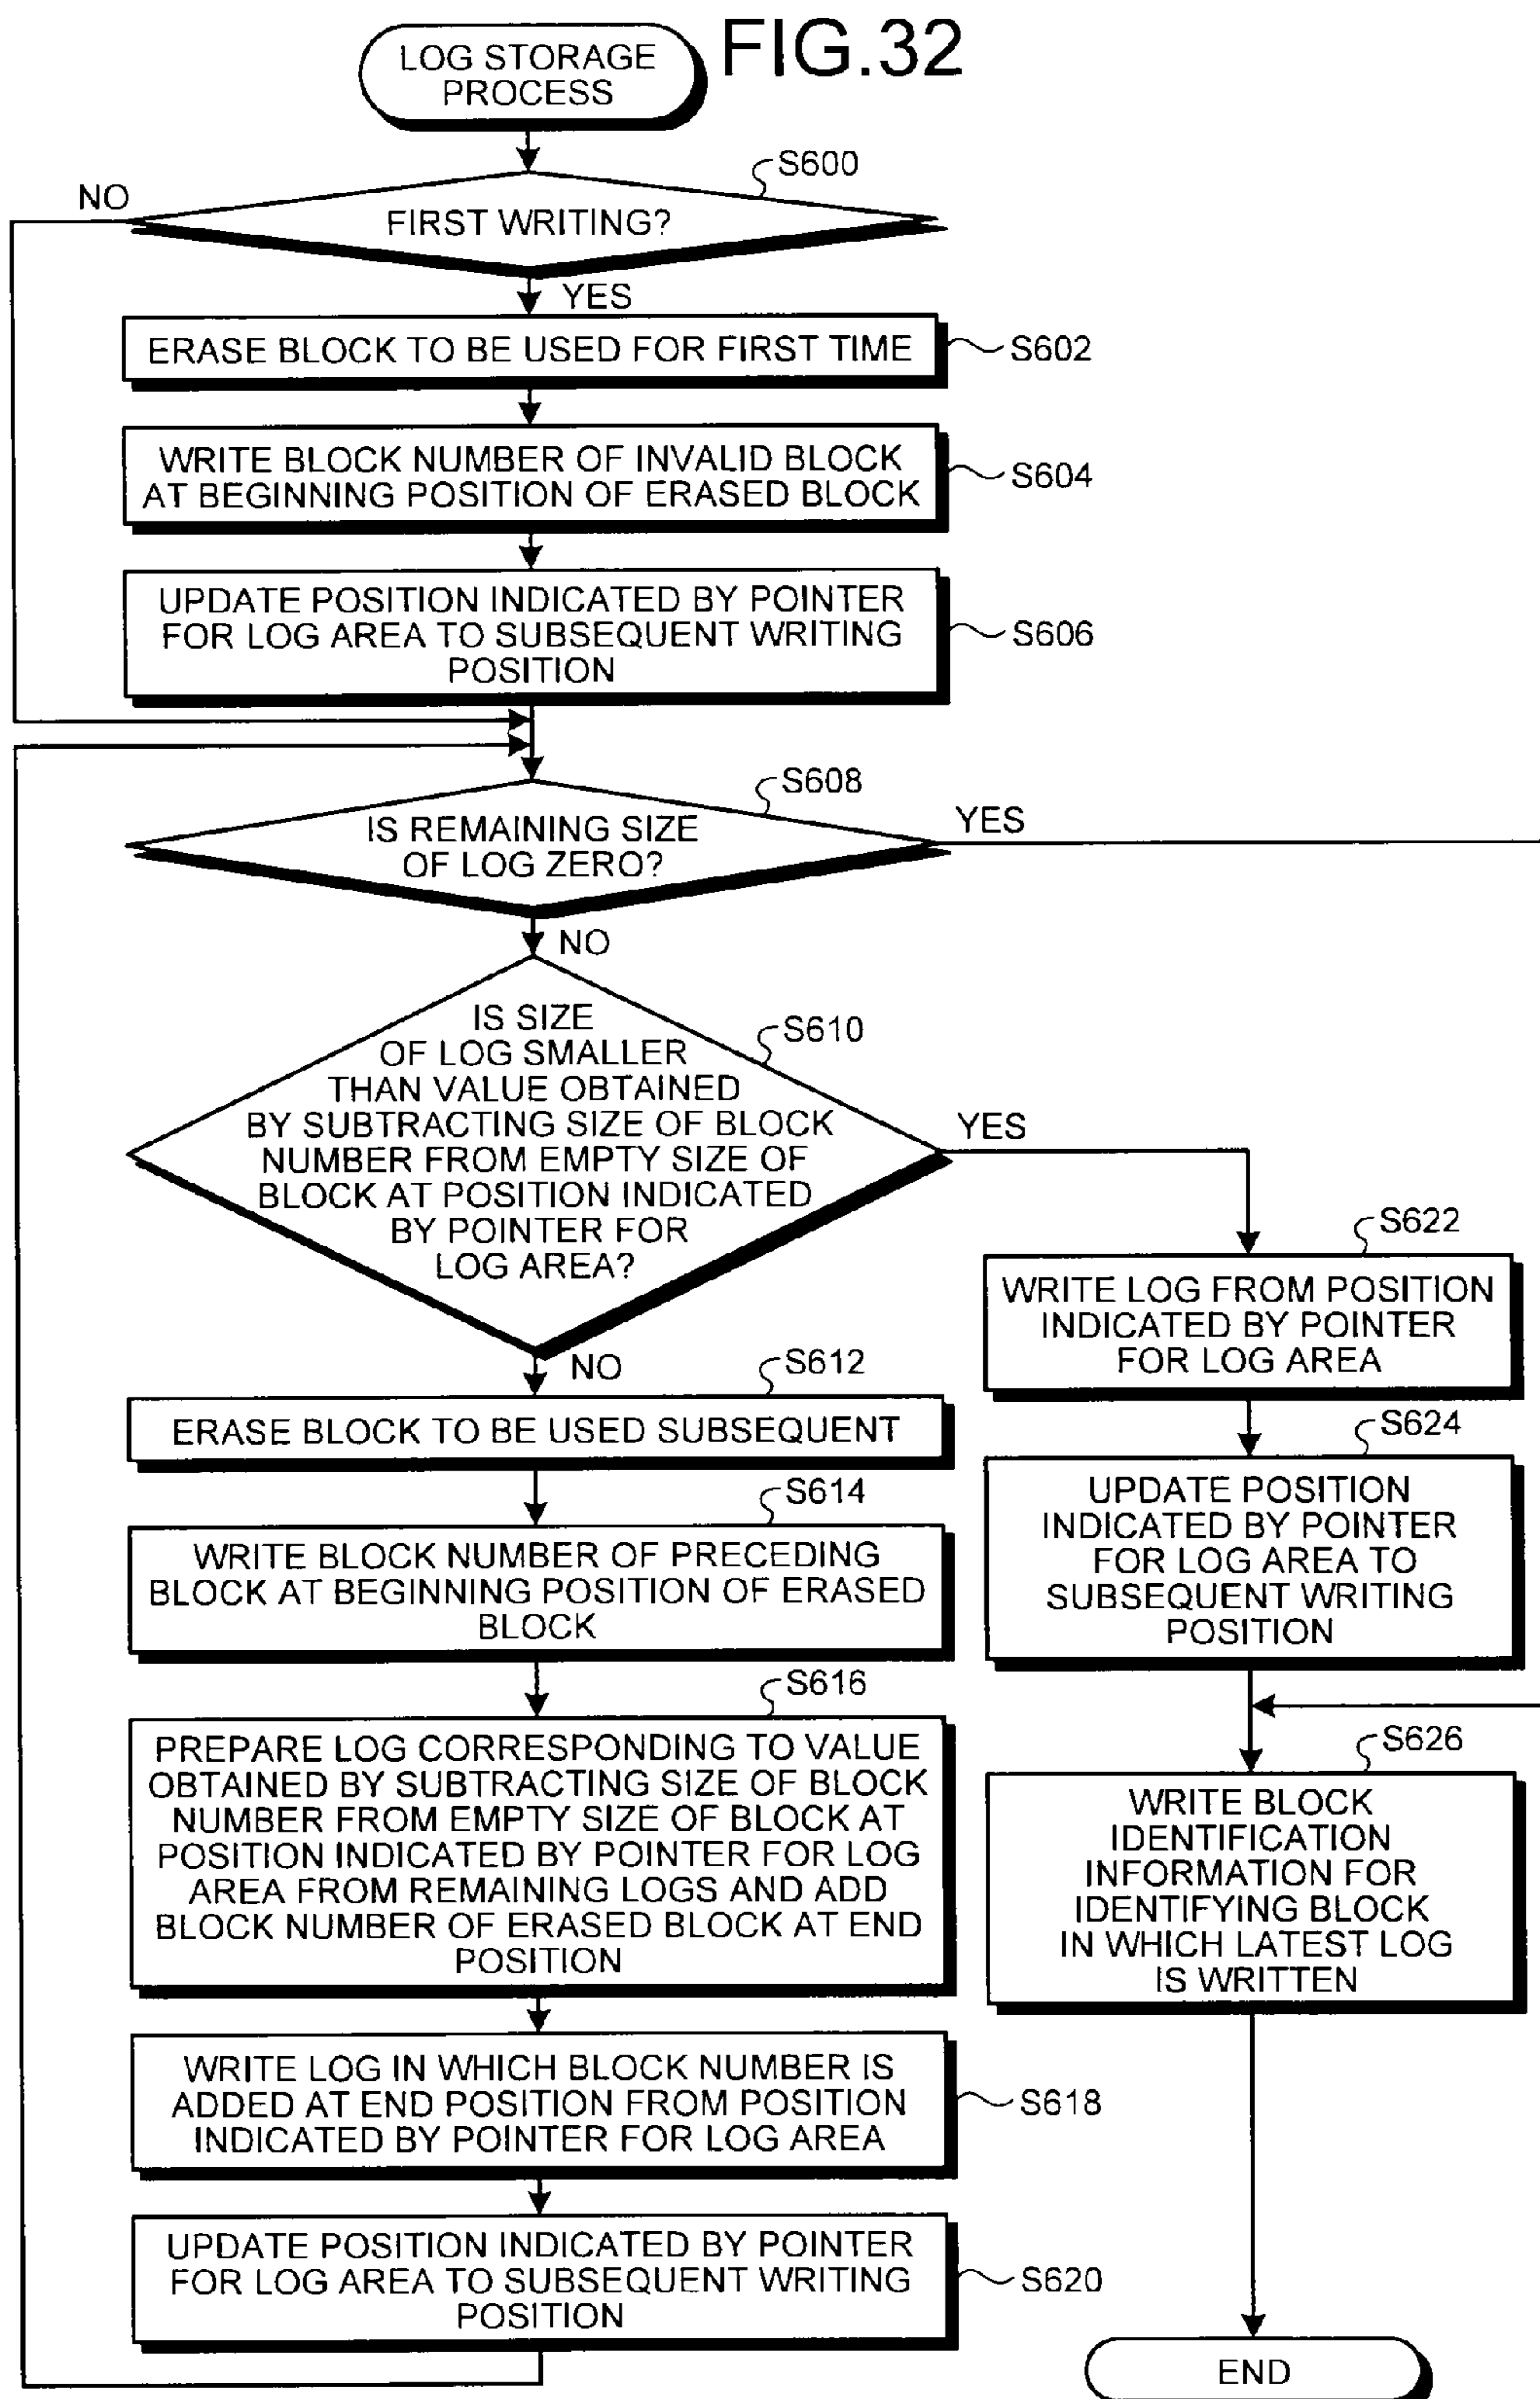 FIG.32
LOG STORAGE
PROCESS
S600
NO
FIRST WRITING?
YES
ERASE BLOCK TO BE USED FOR FIRST TIME
S602
WRITE BLOCK NUMBER OF INVALID BLOCK
AT BEGINNING POSITION OF ERASED BLOCK
S604
UPDATE POSITION INDICATED BY POINTER
FOR LOG AREA TO SUBSEQUENT WRITING
POSITION
S606
S608
IS REMAINING SIZE
OF LOG ZERO?
YES
NO
S610
IS SIZE
OF LOG SMALLER
THAN VALUE OBTAINED
BY SUBTRACTING SIZE OF BLOCK
NUMBER FROM EMPTY SIZE OF
BLOCK AT POSITION INDICATED
BY POINTER FOR
LOG AREA?
YES
NO
S612
ERASE BLOCK TO BE USED SUBSEQUENT
S614
WRITE BLOCK NUMBER OF PRECEDING
BLOCK AT BEGINNING POSITION OF ERASED
BLOCK
S616
PREPARE LOG CORRESPONDING TO VALUE
OBTAINED BY SUBTRACTING SIZE OF BLOCK
NUMBER FROM EMPTY SIZE OF BLOCK AT
POSITION INDICATED BY POINTER FOR LOG
AREA FROM REMAINING LOGS AND ADD
BLOCK NUMBER OF ERASED BLOCK AT END
POSITION
WRITE LOG IN WHICH BLOCK NUMBER IS
ADDED AT END POSITION FROM POSITION
INDICATED BY POINTER FOR LOG AREA
S618
UPDATE POSITION INDICATED BY POINTER
FOR LOG AREA TO SUBSEQUENT WRITING
POSITION
S620
S622
WRITE LOG FROM POSITION
INDICATED BY POINTER
FOR LOG AREA
S624
UPDATE POSITION
INDICATED BY POINTER
FOR LOG AREA TO
SUBSEQUENT WRITING
POSITION
S626
WRITE BLOCK
IDENTIFICATION
INFORMATION FOR
IDENTIFYING BLOCK
IN WHICH LATEST LOG
IS WRITTEN
END